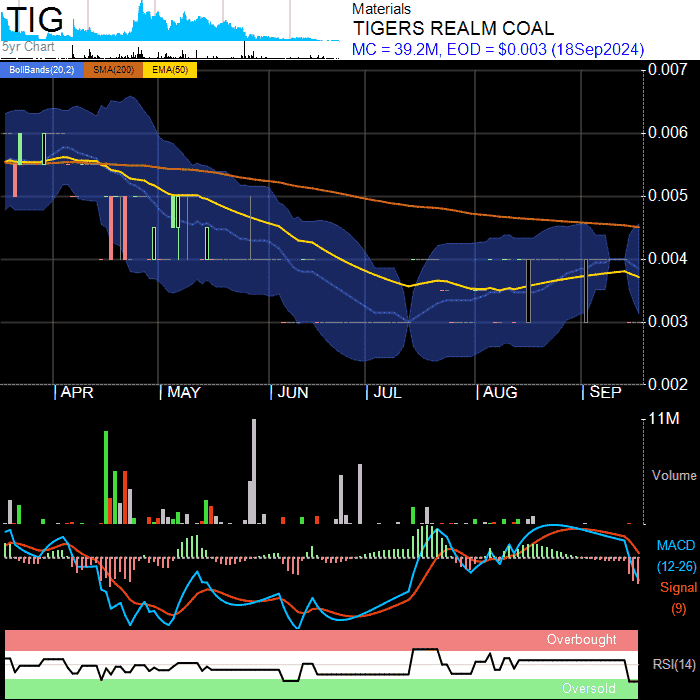 TIG
5yr Chart
Materials
TIGERS REALM COAL
MC = 39.2M, EOD = $0.003 (18Sep2024)
BollBands(20,2) SMA(200) EMA(50)
0.007
0.006
0.005
0.004
0.003
0.002
APR MAY JUN JUL AUG SEP
11M
Volume
MACD
(12-26)
Signal
(9)
Overbought
RSI(14)
Oversold